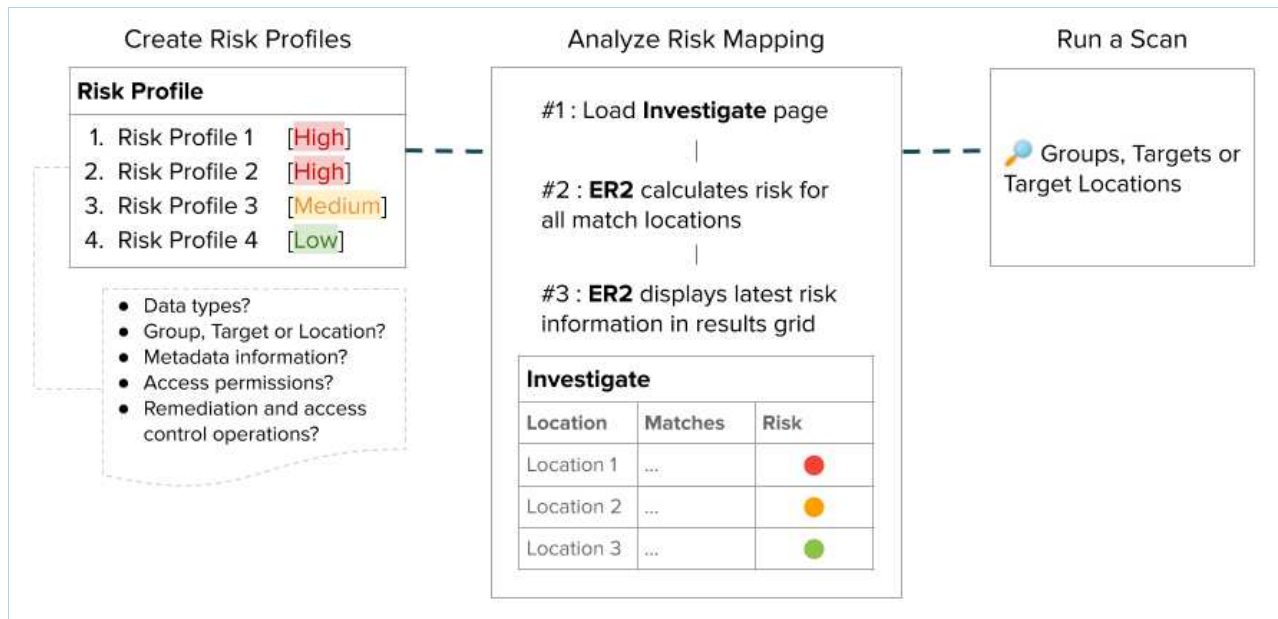 Create Risk Profiles
Risk Profile
1. Risk Profile 1 [High]
2. Risk Profile 2 [High]
3. Risk Profile 3 [Medium]
4. Risk Profile 4 [Low]
● Data types?
● Group, Target or Location?
● Metadata information?
● Access permissions?
● Remediation and access
control operations?
Analyze Risk Mapping
#1 : Load Investigate page
#2 : ER2 calculates risk for
all match locations
#3 : ER2 displays latest risk
information in results grid
Investigate
Location Matches Risk
Location 1 ...
Location 2 ...
Location 3 ...
Run a Scan
Groups, Targets or
Target Locations